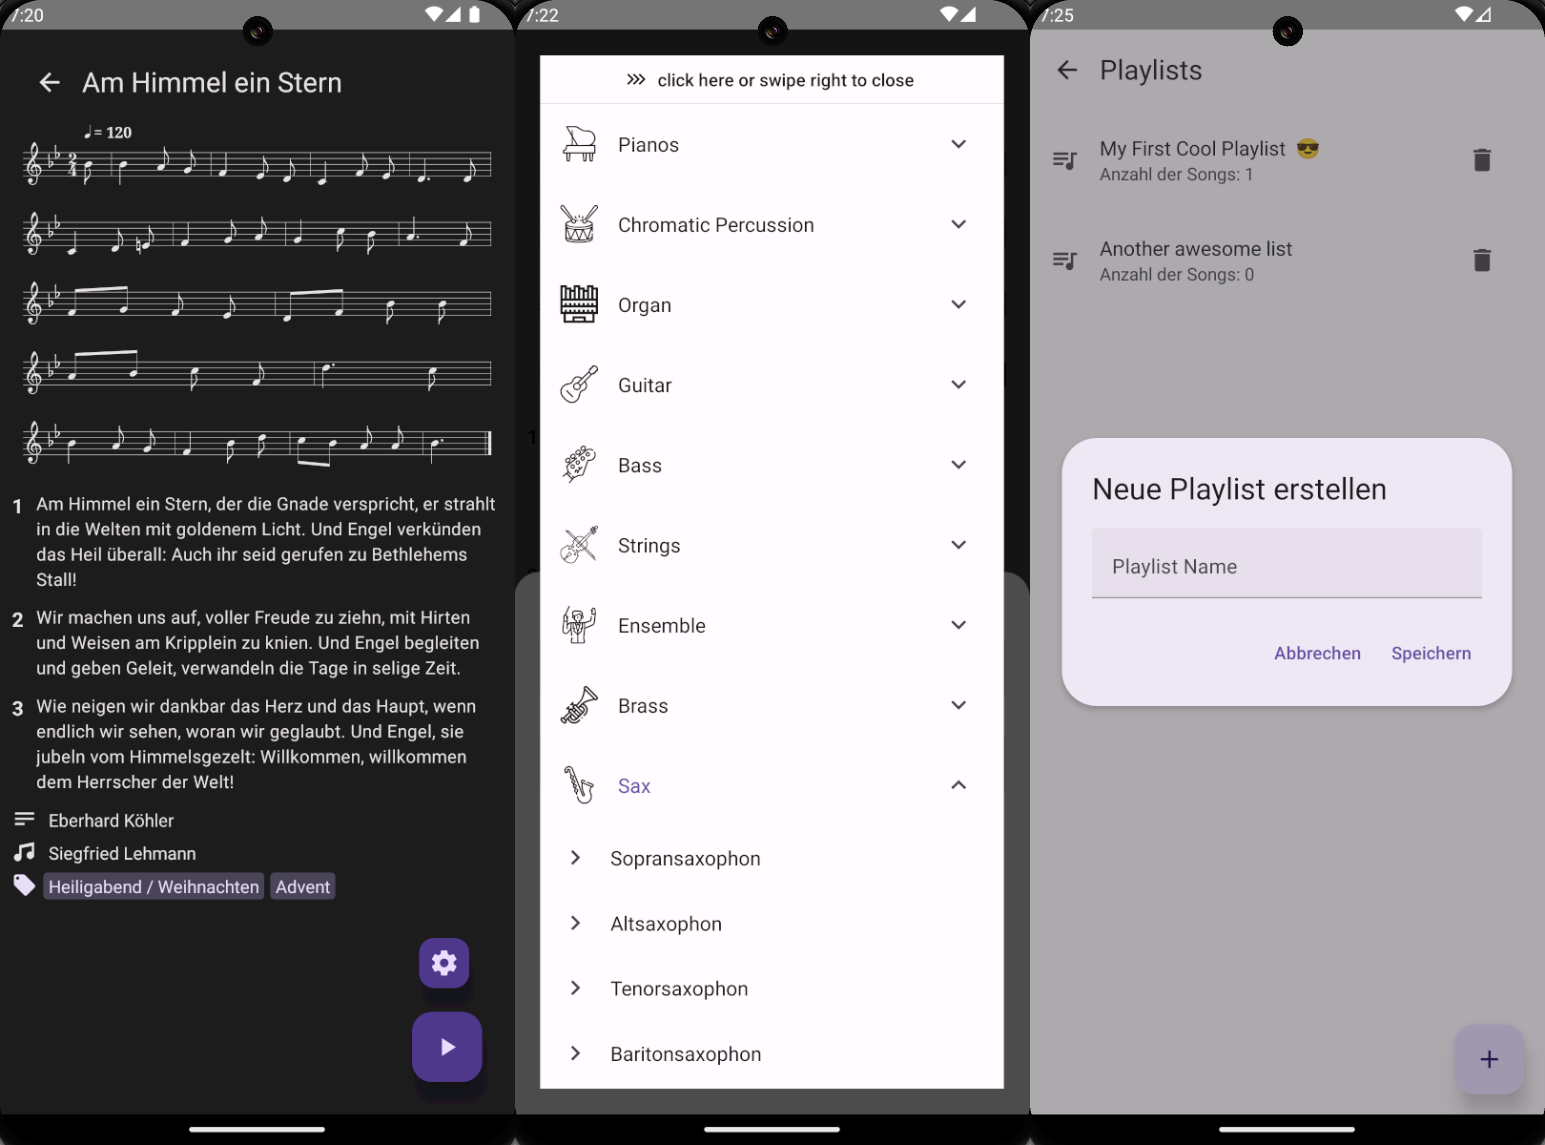 7:20
Am Himmel ein Stern
♩= 120
2
4
1 Am Himmel ein Stern, der die Gnade verspricht, er strahlt
in die Welten mit goldenem Licht. Und Engel verkünden
das Heil überall: Auch ihr seid gerufen zu Bethlehems
Stall!
2 Wir machen uns auf, voller Freude zu ziehn, mit Hirten
und Weisen am Kripplein zu knien. Und Engel begleiten
und geben Geleit, verwandeln die Tage in selige Zeit.
3 Wie neigen wir dankbar das Herz und das Haupt, wenn
endlich wir sehen, woran wir geglaubt. Und Engel, sie
jubeln vom Himmelsgezelt: Willkommen, willkommen
dem Herrscher der Welt!
Eberhard Köhler
Siegfried Lehmann
Heiligabend / Weihnachten Advent
7:22
click here or swipe right to close
Pianos
Chromatic Percussion
Organ
Guitar
Bass
Strings
Ensemble
Brass
Sax
Sopransaxophon
Altsaxophon
Tenorsaxophon
Baritonsaxophon
7:25
Playlists
My First Cool Playlist 😎
Anzahl der Songs: 1
Another awesome list
Anzahl der Songs: 0
Neue Playlist erstellen
Playlist Name
Abbrechen Speichern